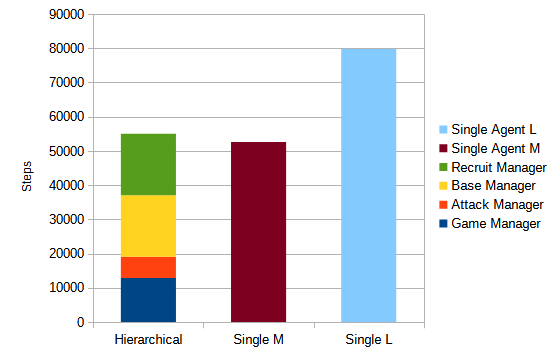 90000
80000
70000
60000
50000
40000
30000
20000
10000
0
Steps
Hierarchical
Single M
Single L
Single Agent L
Single Agent M
Recruit Manager
Base Manager
Attack Manager
Game Manager